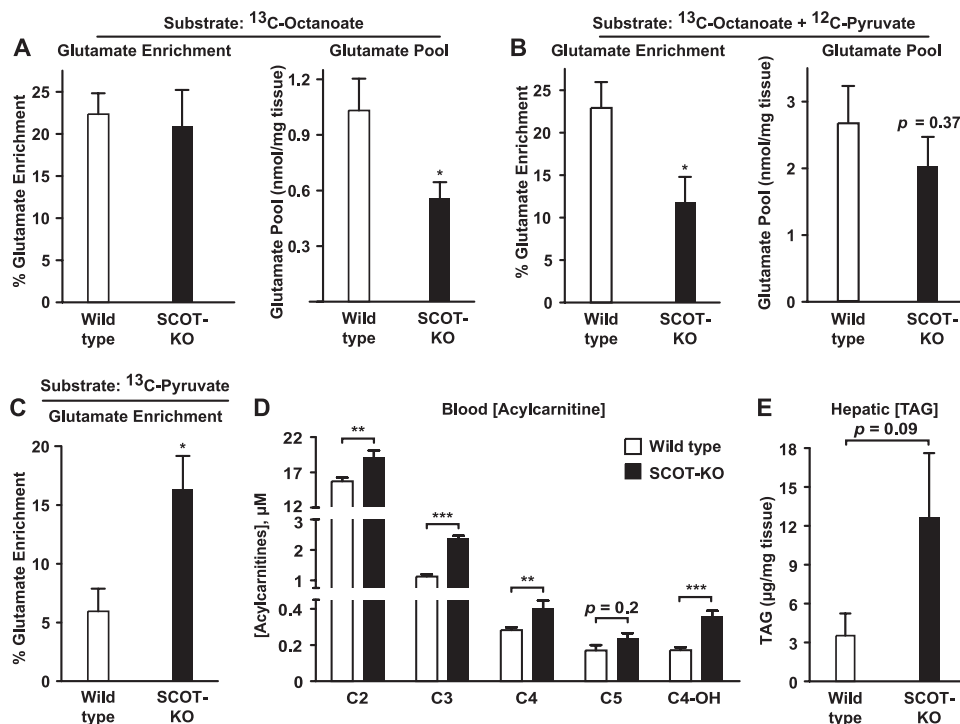 Substrate: ¹³C-Octanoate
A
Glutamate Enrichment
% Glutamate Enrichment
25
20
15
10
5
0
Wild type
SCOT-KO
Glutamate Pool
Glutamate Pool (nmol/mg tissue)
1.2
0.9
0.6
0.3
*
Wild type
SCOT-KO
Substrate: ¹³C-Octanoate + ¹²C-Pyruvate
B
Glutamate Enrichment
% Glutamate Enrichment
25
20
15
10
5
0
*
Wild type
SCOT-KO
Glutamate Pool
Glutamate Pool (nmol/mg tissue)
3
2
1
0
p = 0.37
Wild type
SCOT-KO
Substrate: ¹³C-Pyruvate
C
Glutamate Enrichment
% Glutamate Enrichment
20
15
10
5
0
*
Wild type
SCOT-KO
D
Blood [Acylcarnitine]
[Acylcarnitines], µM
22
17
12
3
2
1
0.4
0.2
0
**
***
**
p = 0.2
***
Wild type
SCOT-KO
C2
C3
C4
C5
C4-OH
E
Hepatic [TAG]
TAG (µg/mg tissue)
18
15
12
9
6
3
0
p = 0.09
Wild type
SCOT-KO